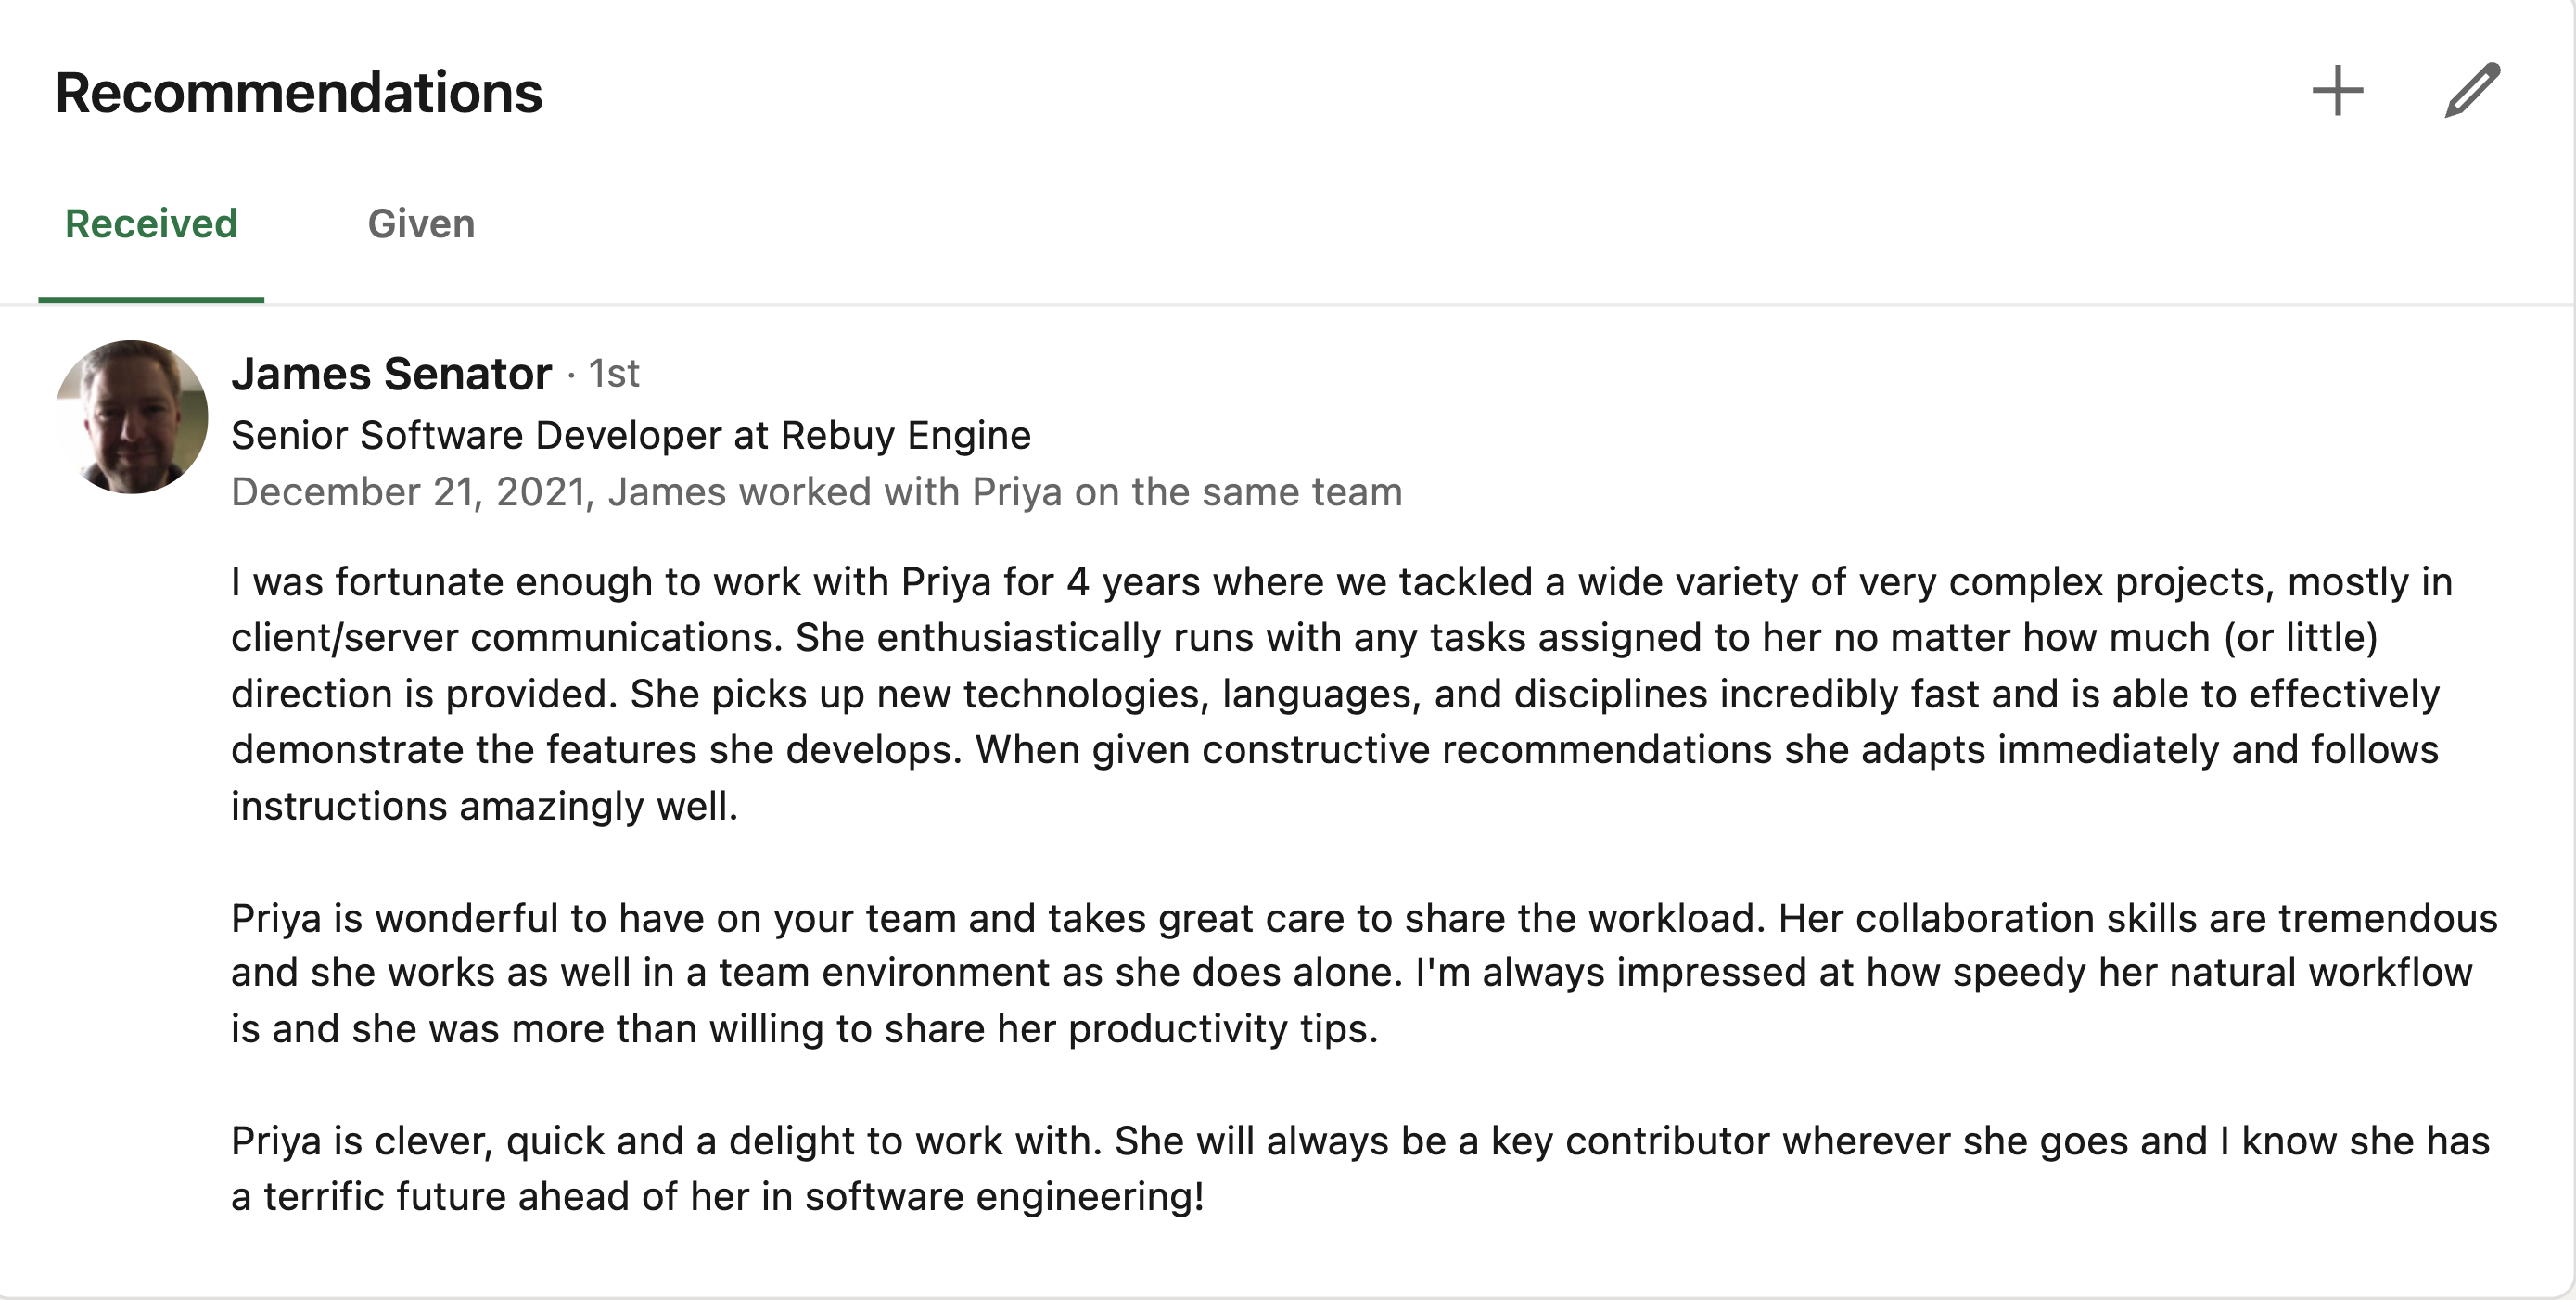 Recommendations
Received
Given
James Senator · 1st
Senior Software Developer at Rebuy Engine
December 21, 2021, James worked with Priya on the same team
I was fortunate enough to work with Priya for 4 years where we tackled a wide variety of very complex projects, mostly in
client/server communications. She enthusiastically runs with any tasks assigned to her no matter how much (or little)
direction is provided. She picks up new technologies, languages, and disciplines incredibly fast and is able to effectively
demonstrate the features she develops. When given constructive recommendations she adapts immediately and follows
instructions amazingly well.
Priya is wonderful to have on your team and takes great care to share the workload. Her collaboration skills are tremendous
and she works as well in a team environment as she does alone. I'm always impressed at how speedy her natural workflow
is and she was more than willing to share her productivity tips.
Priya is clever, quick and a delight to work with. She will always be a key contributor wherever she goes and I know she has
a terrific future ahead of her in software engineering!